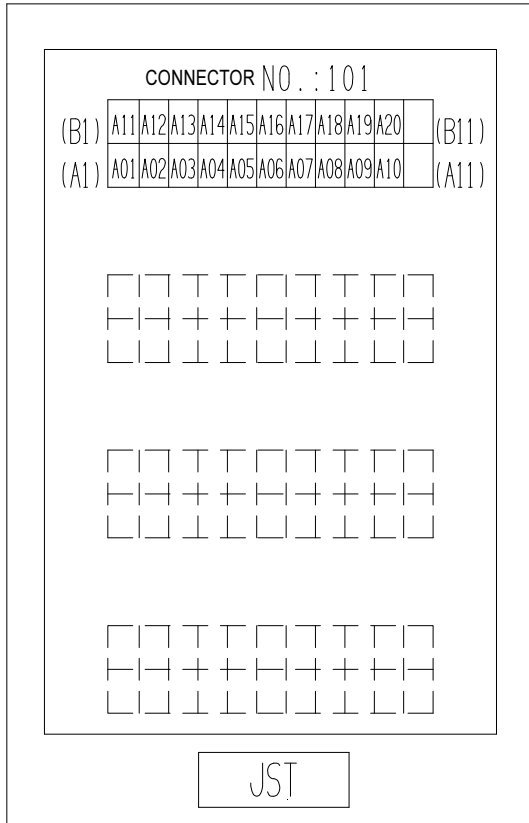 CONNECTOR NO.:101
(B1) A11 A12 A13 A14 A15 A16 A17 A18 A19 A20 (B11)
(A1) A01 A02 A03 A04 A05 A06 A07 A08 A09 A10 (A11)
JST